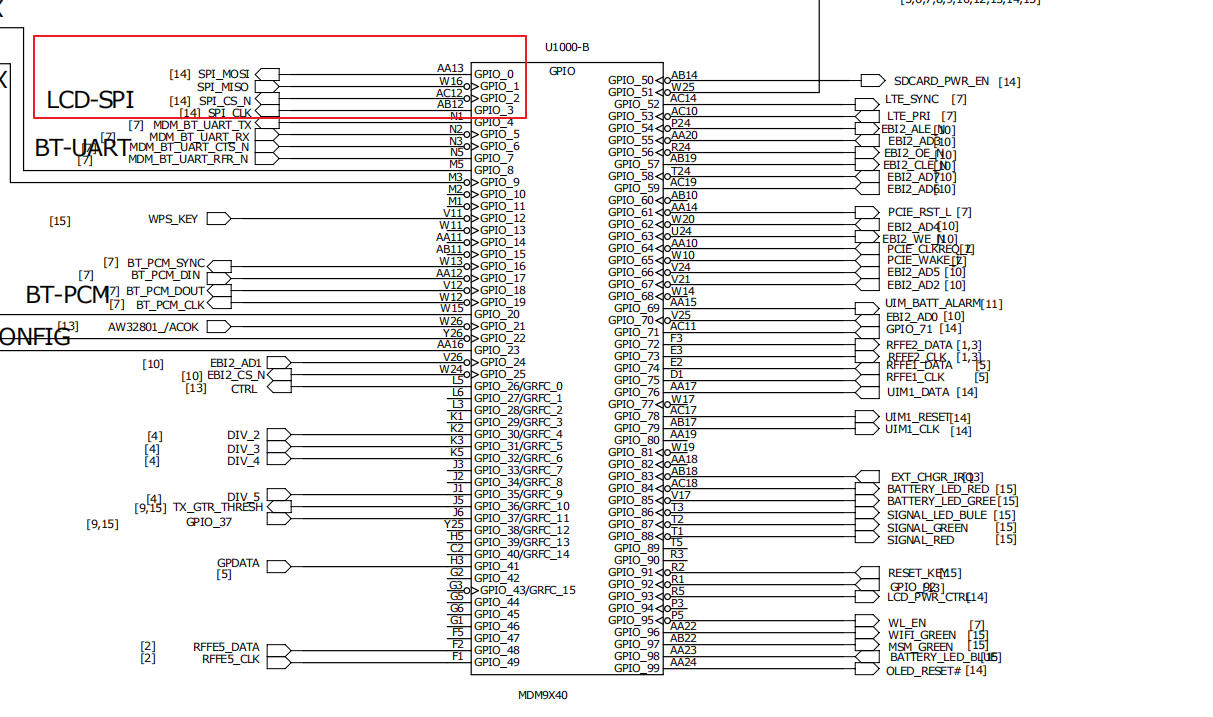 U1000-B
GPIO
[14] SPI_MOSI AA13 GPIO_0
SPI_MISO W16 GPIO_1
LCD-SPI
[14] SPI_CS_N AC12 GPIO_2
[14] SPI_CLK AB12 GPIO_3
[7] MDM_BT_UART_TX N1 GPIO_4
BT-UART
[7] MDM_BT_UART_RX N2 GPIO_5
MDM_BT_UART_CTS_N N3 GPIO_6
[7] MDM_BT_UART_RFR_N N5 GPIO_7
M5 GPIO_8
M3 GPIO_9
M2 GPIO_10
M1 GPIO_11
[15] WPS_KEY V11 GPIO_12
W11 GPIO_13
AA11 GPIO_14
AB11 GPIO_15
[7] BT_PCM_SYNC W13 GPIO_16
[7] BT_PCM_DIN AA12 GPIO_17
BT-PCM
[7] BT_PCM_DOUT V12 GPIO_18
[7] BT_PCM_CLK W12 GPIO_19
W15 GPIO_20
[13] AW32801_/ACOK W26 GPIO_21
ONFIG
Y26 GPIO_22
AA16 GPIO_23
[10] EBI2_AD1 V26 GPIO_24
[10] EBI2_CS_N W24 GPIO_25
[13] CTRL L5 GPIO_26/GRFC_0
L6 GPIO_27/GRFC_1
L3 GPIO_28/GRFC_2
K1 GPIO_29/GRFC_3
[4] DIV_2 K2 GPIO_30/GRFC_4
[4] DIV_3 K3 GPIO_31/GRFC_5
[4] DIV_4 K5 GPIO_32/GRFC_6
J3 GPIO_33/GRFC_7
J2 GPIO_34/GRFC_8
[4] DIV_5 J1 GPIO_35/GRFC_9
[9,15] TX_GTR_THRESH J5 GPIO_36/GRFC_10
[9,15] GPIO_37 J6 GPIO_37/GRFC_11
Y25 GPIO_38/GRFC_12
H5 GPIO_39/GRFC_13
C2 GPIO_40/GRFC_14
GPDATA [5] H3 GPIO_41
G2 GPIO_42
G3 GPIO_43/GRFC_15
G5 GPIO_44
G6 GPIO_45
G1 GPIO_46
F5 GPIO_47
[2] RFFE5_DATA F2 GPIO_48
[2] RFFE5_CLK F1 GPIO_49
GPIO_50 AB14 SDCARD_PWR_EN [14]
GPIO_51 W25
GPIO_52 AC14 LTE_SYNC [7]
GPIO_53 AC10 LTE_PRI [7]
GPIO_54 P24 EBI2_ALE_N [10]
GPIO_55 AA20 EBI2_AD3 [10]
GPIO_56 R24 EBI2_OE_N [10]
GPIO_57 AB19 EBI2_CLE_N [10]
GPIO_58 T24 EBI2_AD7 [10]
GPIO_59 AC19 EBI2_AD6 [10]
GPIO_60 AB10
GPIO_61 AA14 PCIE_RST_L [7]
GPIO_62 W20 EBI2_AD4 [10]
GPIO_63 U24 EBI2_WE_N [10]
GPIO_64 AA10 PCIE_CLKREQ_L [7]
GPIO_65 W10 PCIE_WAKE_L [7]
GPIO_66 V24 EBI2_AD5 [10]
GPIO_67 V21 EBI2_AD2 [10]
GPIO_68 W14
GPIO_69 AA15 UIM_BATT_ALARM [11]
GPIO_70 V25 EBI2_AD0 [10]
GPIO_71 AC11 GPIO_71 [14]
GPIO_72 F3 RFFE2_DATA [1,3]
GPIO_73 E3 RFFE2_CLK [1,3]
GPIO_74 E2 RFFE1_DATA [5]
GPIO_75 D1 RFFE1_CLK [5]
GPIO_76 AA17 UIM1_DATA [14]
GPIO_77 W17
GPIO_78 AC17 UIM1_RESET [14]
GPIO_79 AB17 UIM1_CLK [14]
GPIO_80 AA19
GPIO_81 W19
GPIO_82 AA18
GPIO_83 AB18 EXT_CHGR_IRQ [13]
GPIO_84 AC18 BATTERY_LED_RED [15]
GPIO_85 V17 BATTERY_LED_GREE [15]
GPIO_86 T3 SIGNAL_LED_BULE [15]
GPIO_87 T2 SIGNAL_GREEN [15]
GPIO_88 T1 SIGNAL_RED [15]
GPIO_89 T5
GPIO_90 R3
GPIO_91 R2 RESET_KEY [15]
GPIO_92 R1 GPIO_92 [13]
GPIO_93 R5 LCD_PWR_CTRL [14]
GPIO_94 P3
GPIO_95 P5 WL_EN [7]
GPIO_96 AA22 WIFI_GREEN [15]
GPIO_97 AB22 MSM_GREEN [15]
GPIO_98 AA23 BATTERY_LED_BLUE [15]
GPIO_99 AA24 OLED_RESET# [14]
MDM9X40